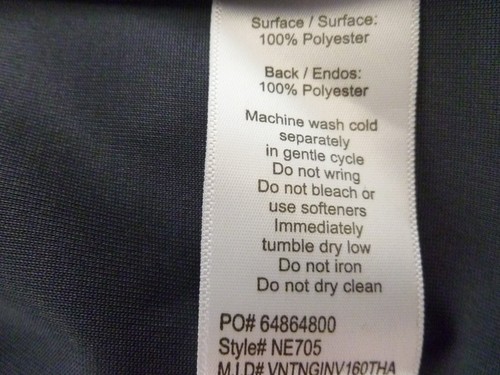 Surface / Surface:
100% Polyester
Back / Endos:
100% Polyester
Machine wash cold
separately
in gentle cycle
Do not wring
Do not bleach or
use softeners
Immediately
tumble dry low
Do not iron
Do not dry clean
PO# 64864800
Style# NE705
M.I.D# VNTNGINV160THA